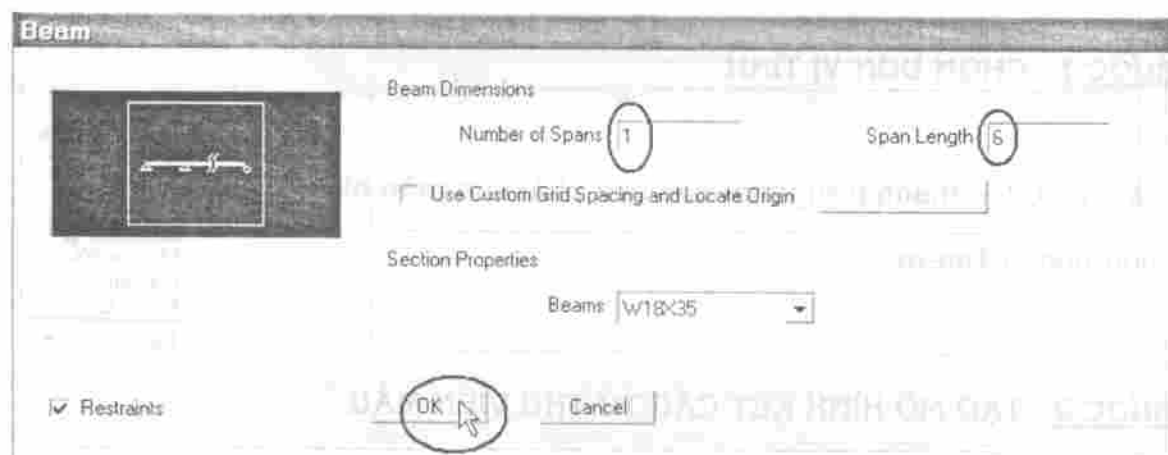 Beam
Beam Dimensions
Number of Spans 1 Span Length 6
Use Custom Grid Spacing and Locate Origin
Section Properties
Beams W18X35
Restraints OK Cancel